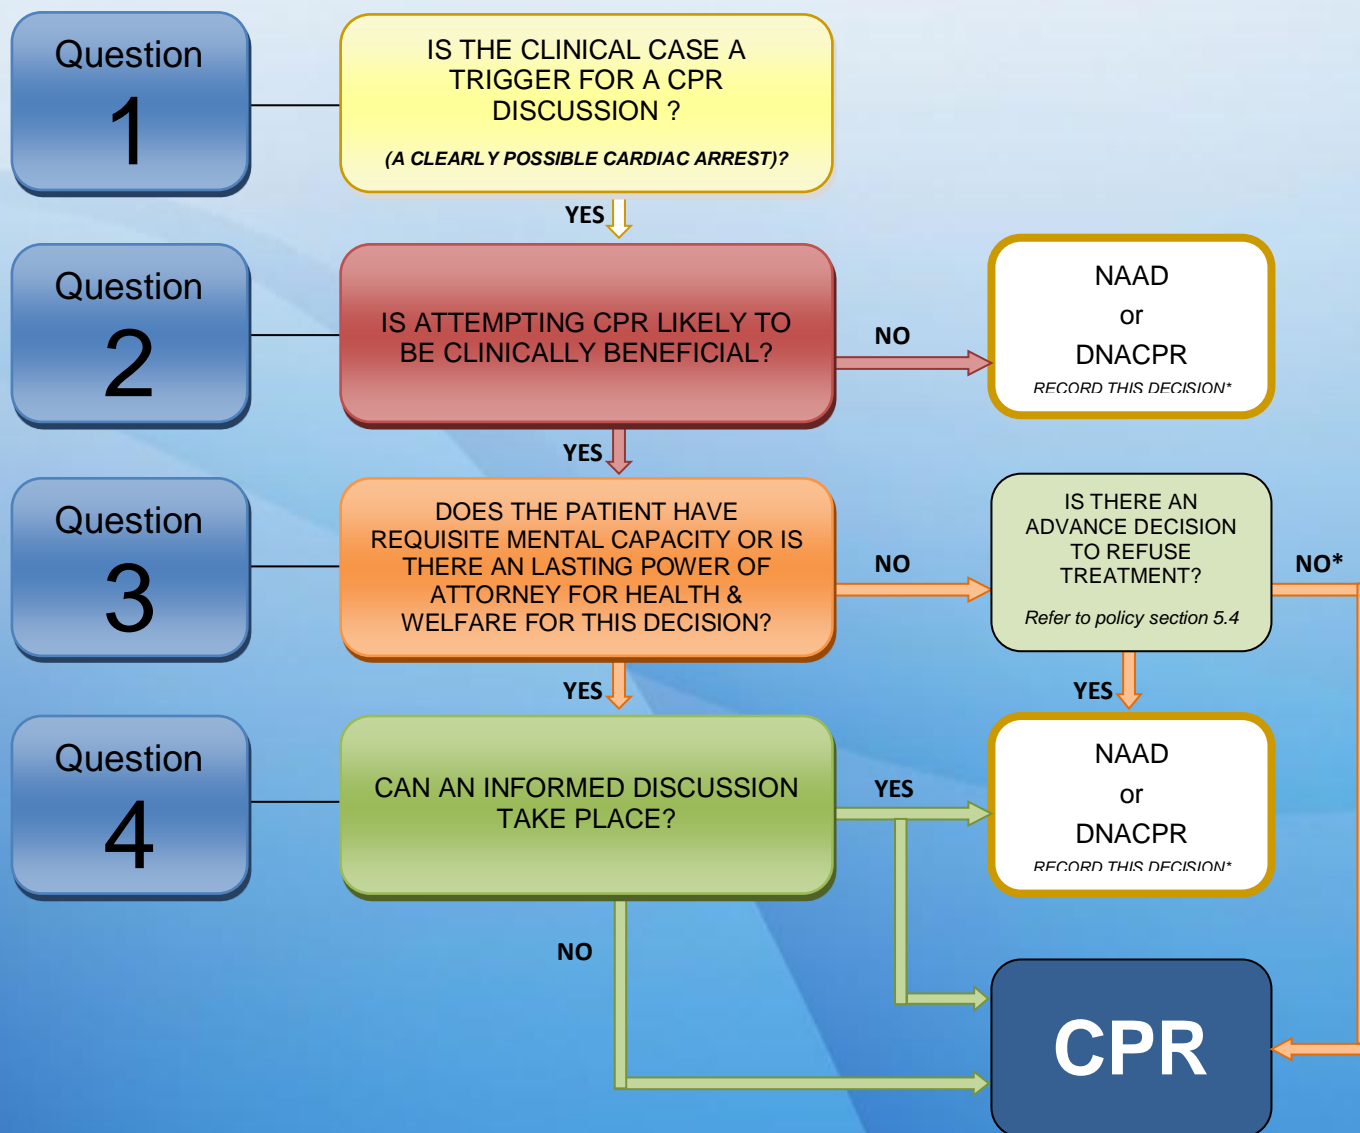 Question
1
IS THE CLINICAL CASE A
TRIGGER FOR A CPR
DISCUSSION ?
(A CLEARLY POSSIBLE CARDIAC ARREST)?
YES
Question
2
IS ATTEMPTING CPR LIKELY TO
BE CLINICALLY BENEFICIAL?
NO
NAAD
or
DNACPR
RECORD THIS DECISION*
YES
Question
3
DOES THE PATIENT HAVE
REQUISITE MENTAL CAPACITY OR IS
THERE AN LASTING POWER OF
ATTORNEY FOR HEALTH &
WELFARE FOR THIS DECISION?
NO
IS THERE AN
ADVANCE DECISION
TO REFUSE
TREATMENT?
Refer to policy section 5.4
NO*
YES
YES
Question
4
CAN AN INFORMED DISCUSSION
TAKE PLACE?
YES
NAAD
or
DNACPR
RECORD THIS DECISION*
NO
CPR